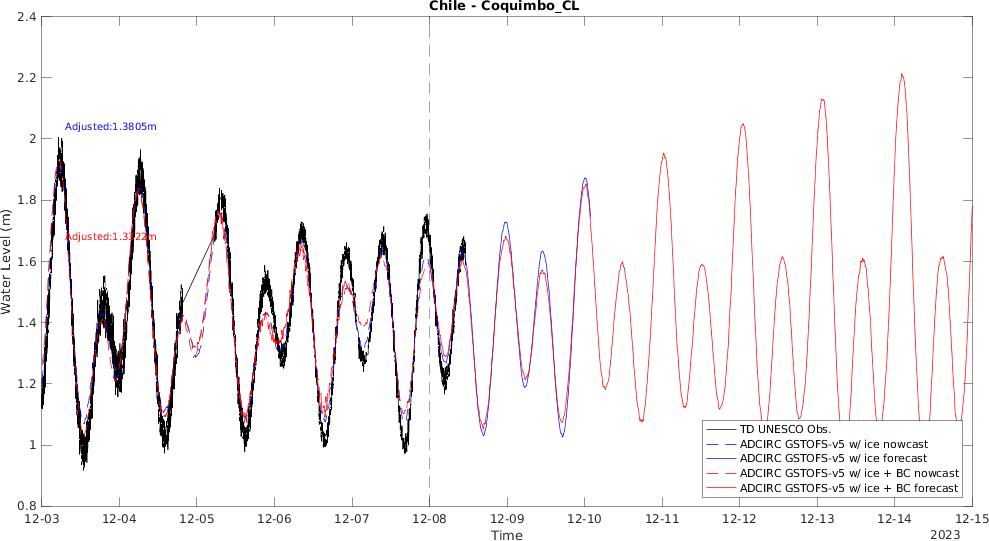 Chile - Coquimbo_CL
2.4
2.2
2
1.8
1.6
1.4
1.2
1
0.8
Water Level (m)
Adjusted:1.3805m
Adjusted:1.3322m
TD UNESCO Obs.
ADCIRC GSTOFS-v5 w/ ice nowcast
ADCIRC GSTOFS-v5 w/ ice forecast
ADCIRC GSTOFS-v5 w/ ice + BC nowcast
ADCIRC GSTOFS-v5 w/ ice + BC forecast
12-03 12-04 12-05 12-06 12-07 12-08 12-09 12-10 12-11 12-12 12-13 12-14 12-15
Time
2023